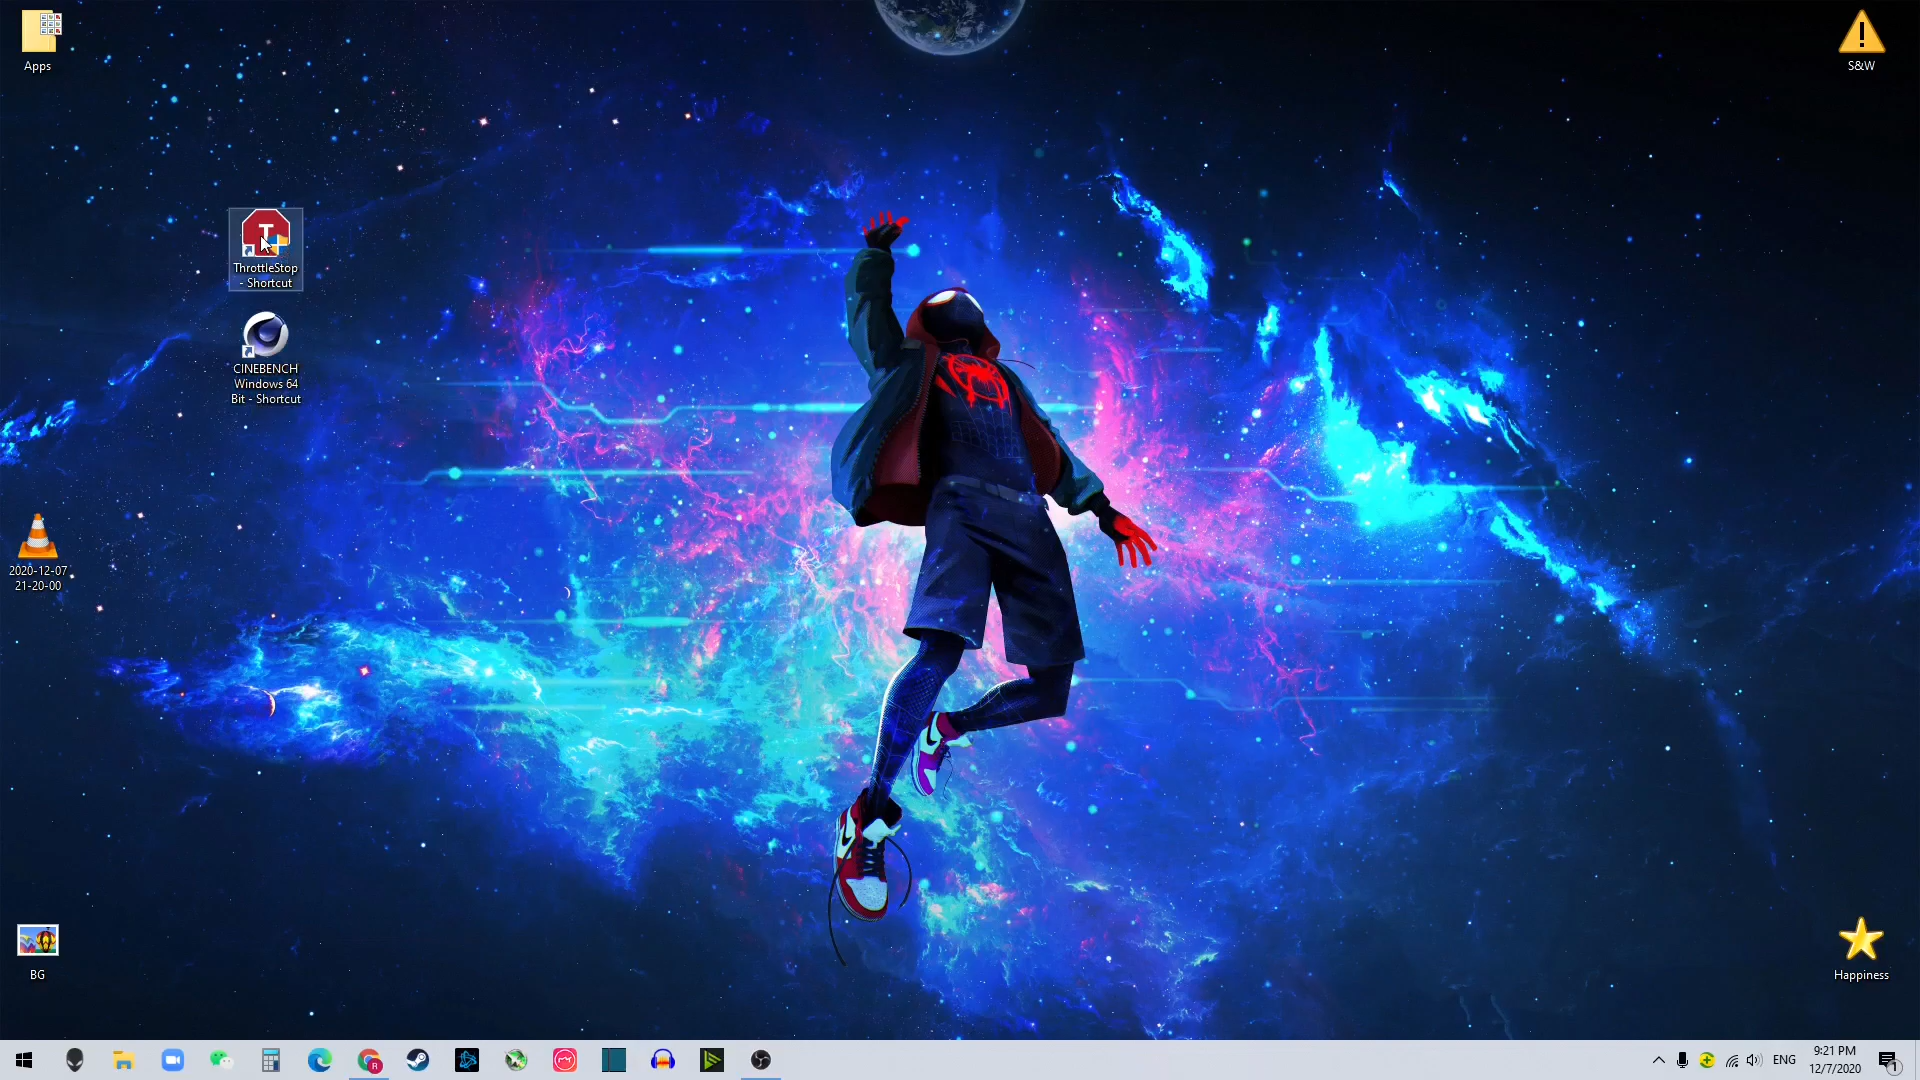 Apps
S&W
T
ThrottleStop
- Shortcut
CINEBENCH
Windows 64
Bit - Shortcut
2020-12-07
21-20-00
BG
Happiness
R
ENG
9:21 PM
12/7/2020
1